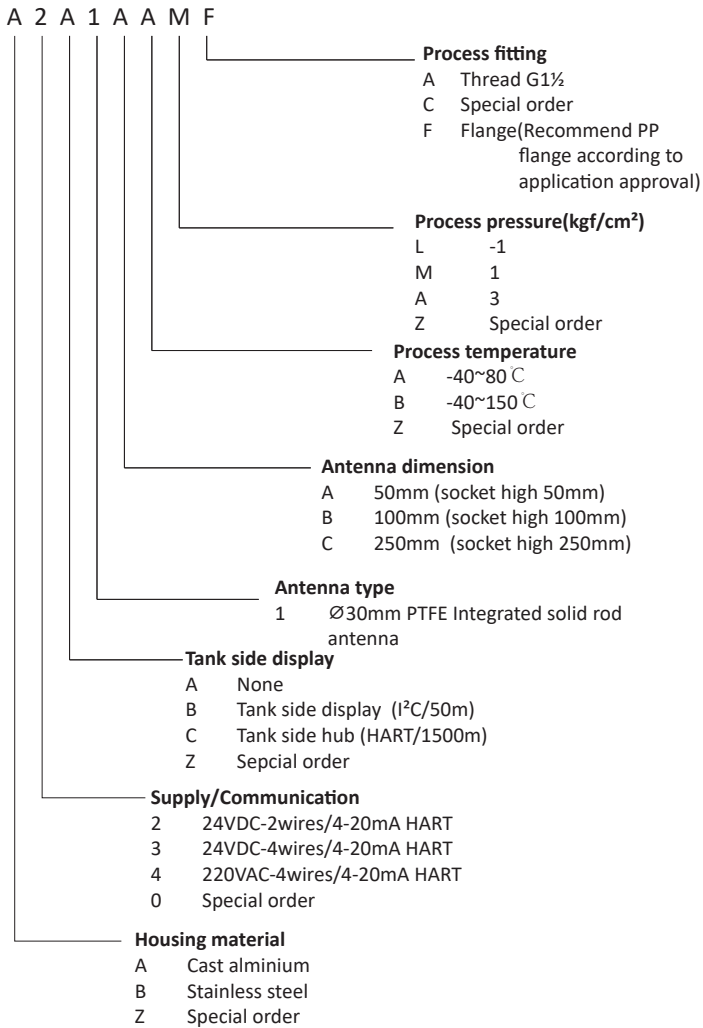 A 2 A 1 A A M F
Process fitting
A Thread G1½
C Special order
F Flange(Recommend PP
flange according to
application approval)
Process pressure(kgf/cm²)
L -1
M 1
A 3
Z Special order
Process temperature
A -40~80℃
B -40~150℃
Z Special order
Antenna dimension
A 50mm (socket high 50mm)
B 100mm (socket high 100mm)
C 250mm (socket high 250mm)
Antenna type
1 ∅30mm PTFE Integrated solid rod
antenna
Tank side display
A None
B Tank side display (I²C/50m)
C Tank side hub (HART/1500m)
Z Sepcial order
Supply/Communication
2 24VDC-2wires/4-20mA HART
3 24VDC-4wires/4-20mA HART
4 220VAC-4wires/4-20mA HART
0 Special order
Housing material
A Cast alminium
B Stainless steel
Z Special order